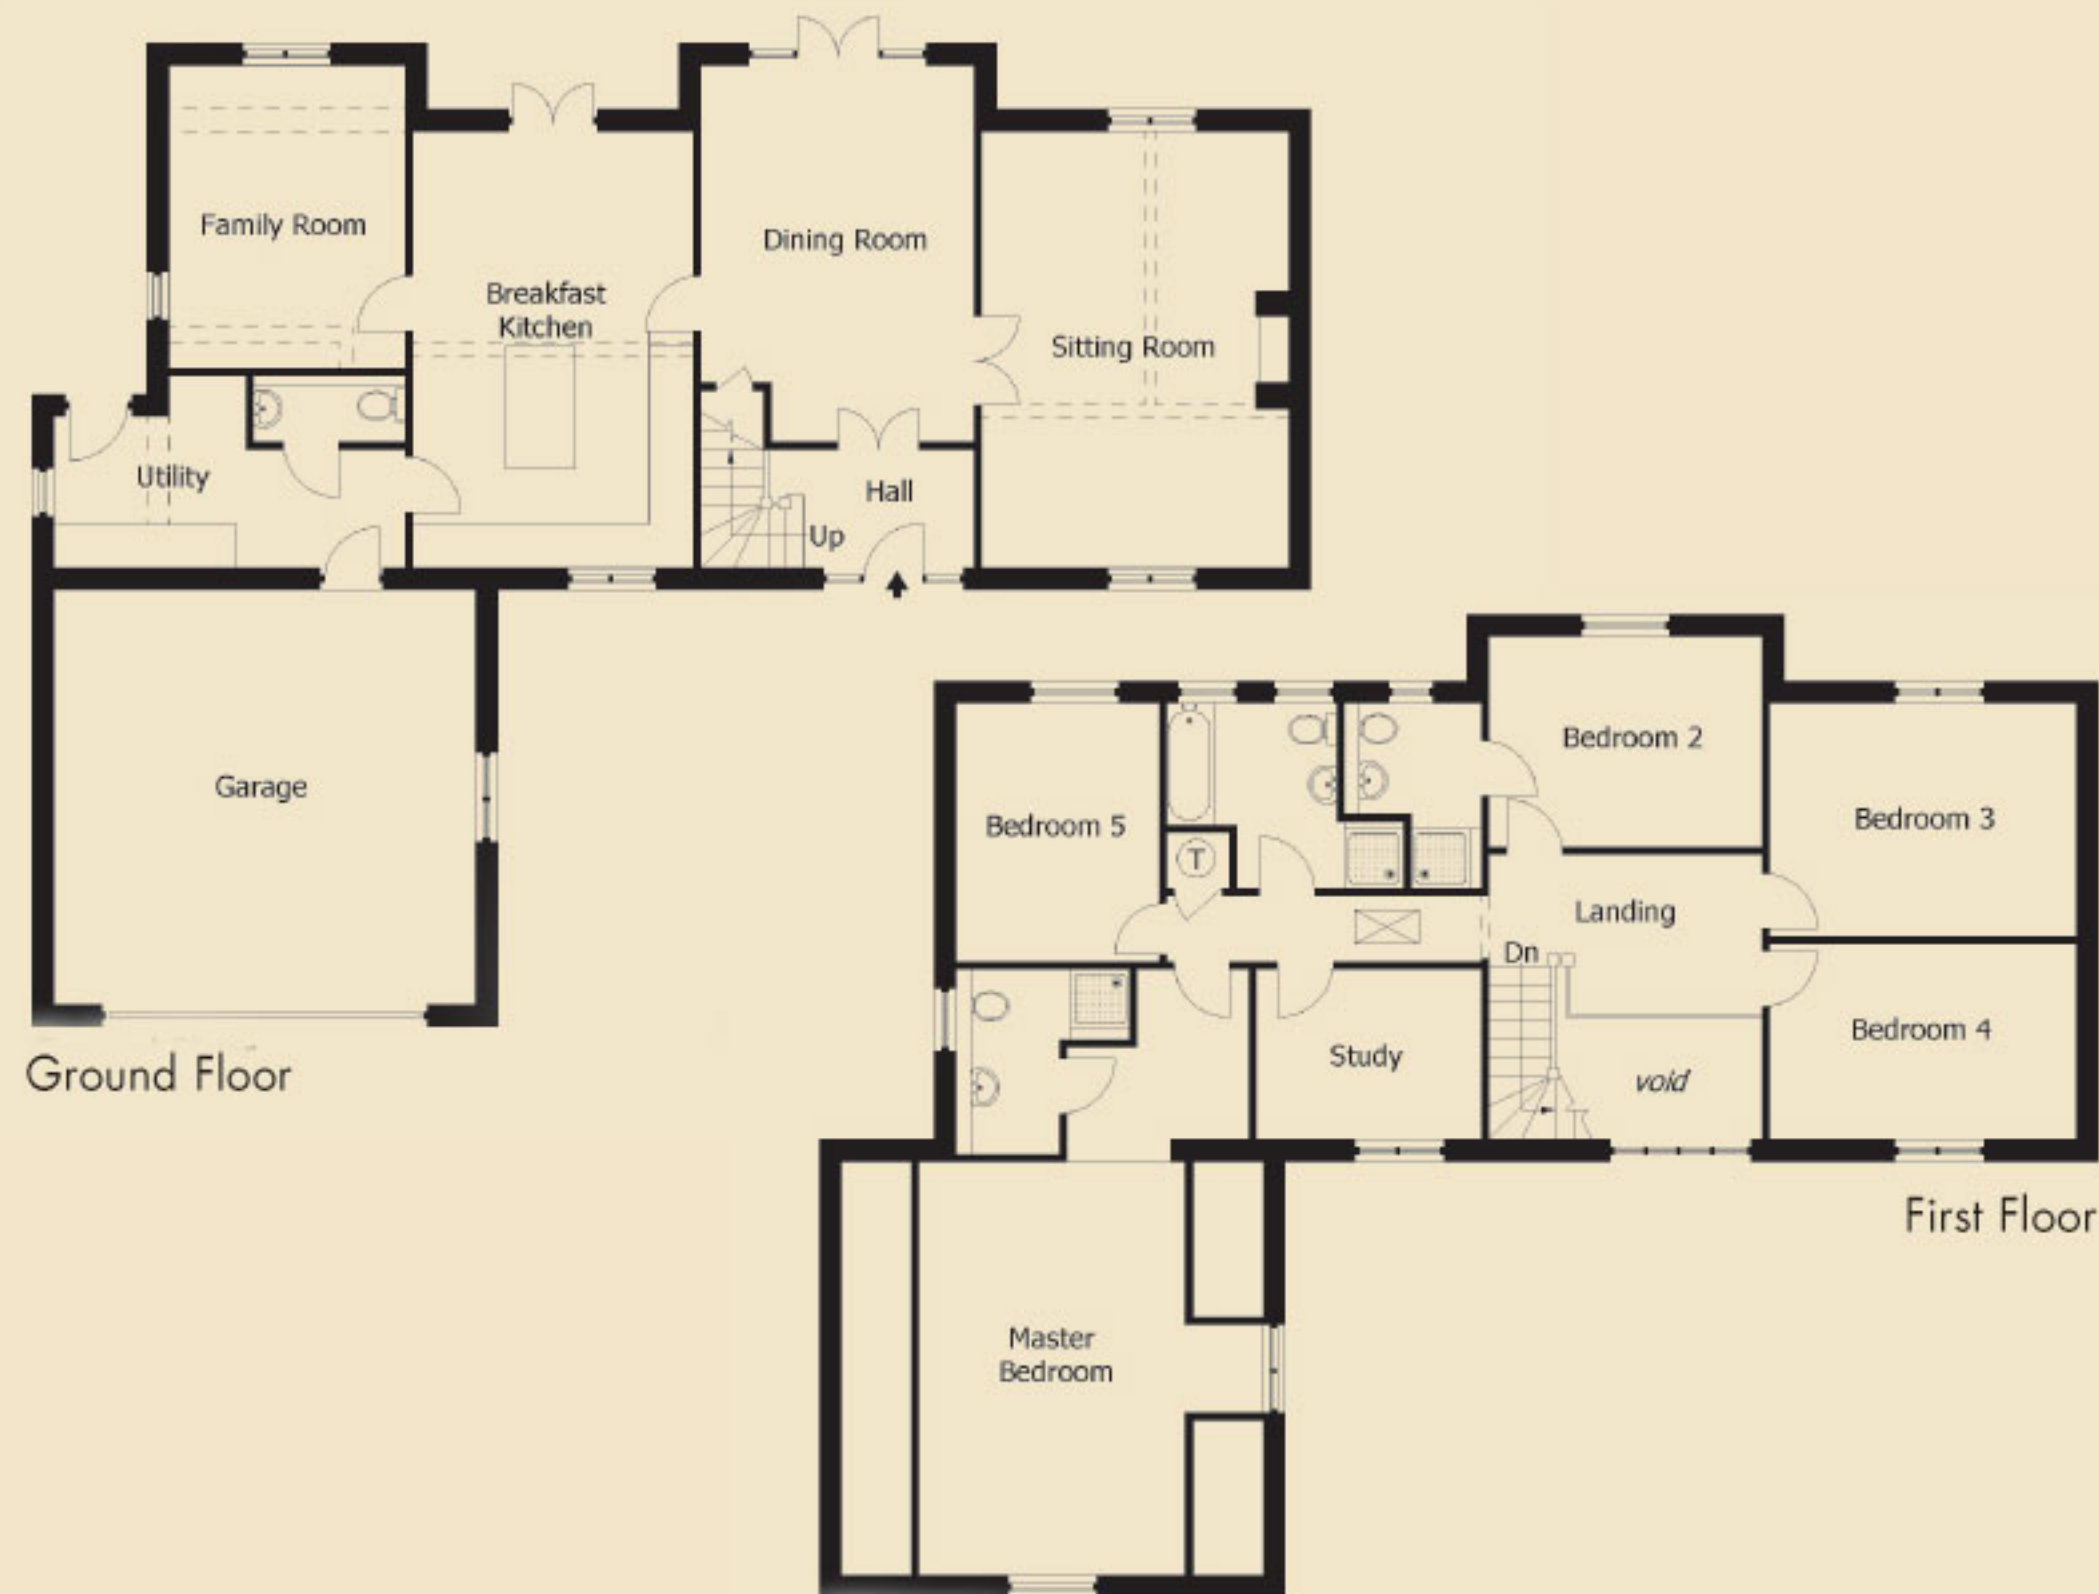 Family Room
Dining Room
Breakfast
Kitchen
Sitting Room
Utility
Hall
Up
Garage
Ground Floor
Bedroom 2
Bedroom 5
Bedroom 3
T
Landing
Dn
Study
Bedroom 4
void
First Floor
Master
Bedroom